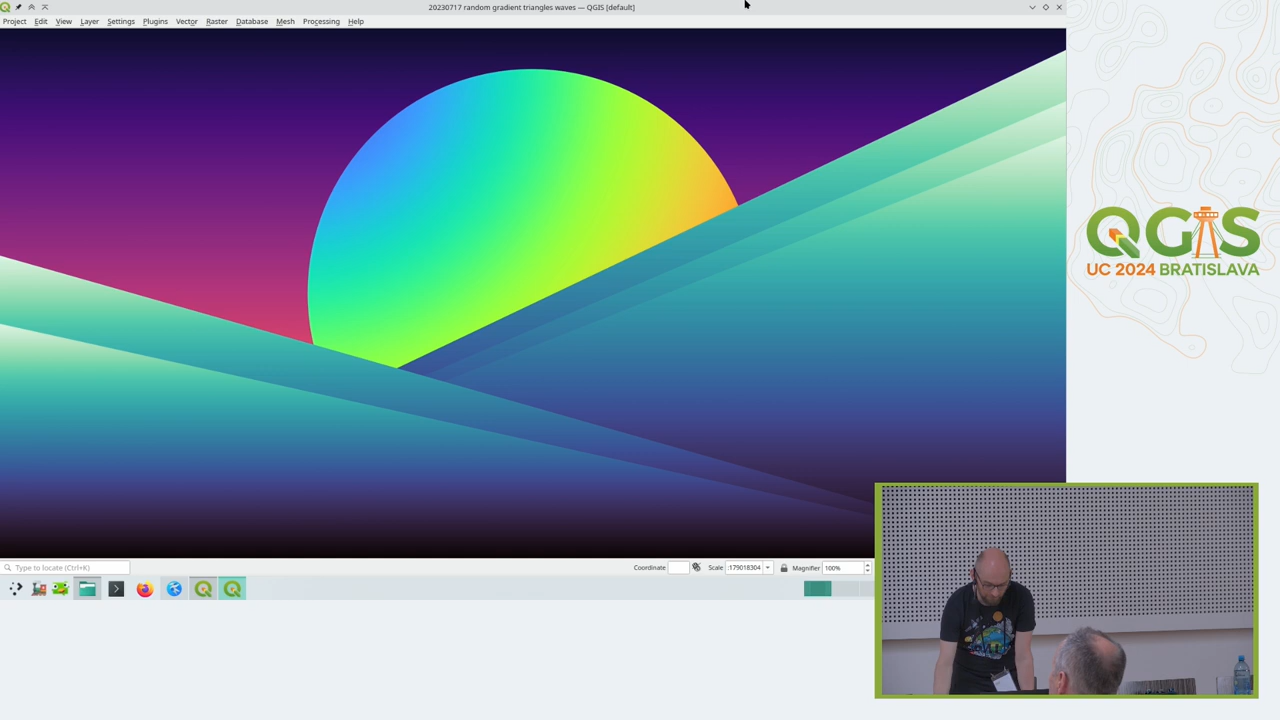 20230717 random gradient triangles waves — QGIS [default]
Project Edit View Layer Settings Plugins Vector Raster Database Mesh Processing Help
QGIS
UC 2024 BRATISLAVA
Type to locate (Ctrl+K)
Coordinate
Scale :179018304
Magnifier 100%